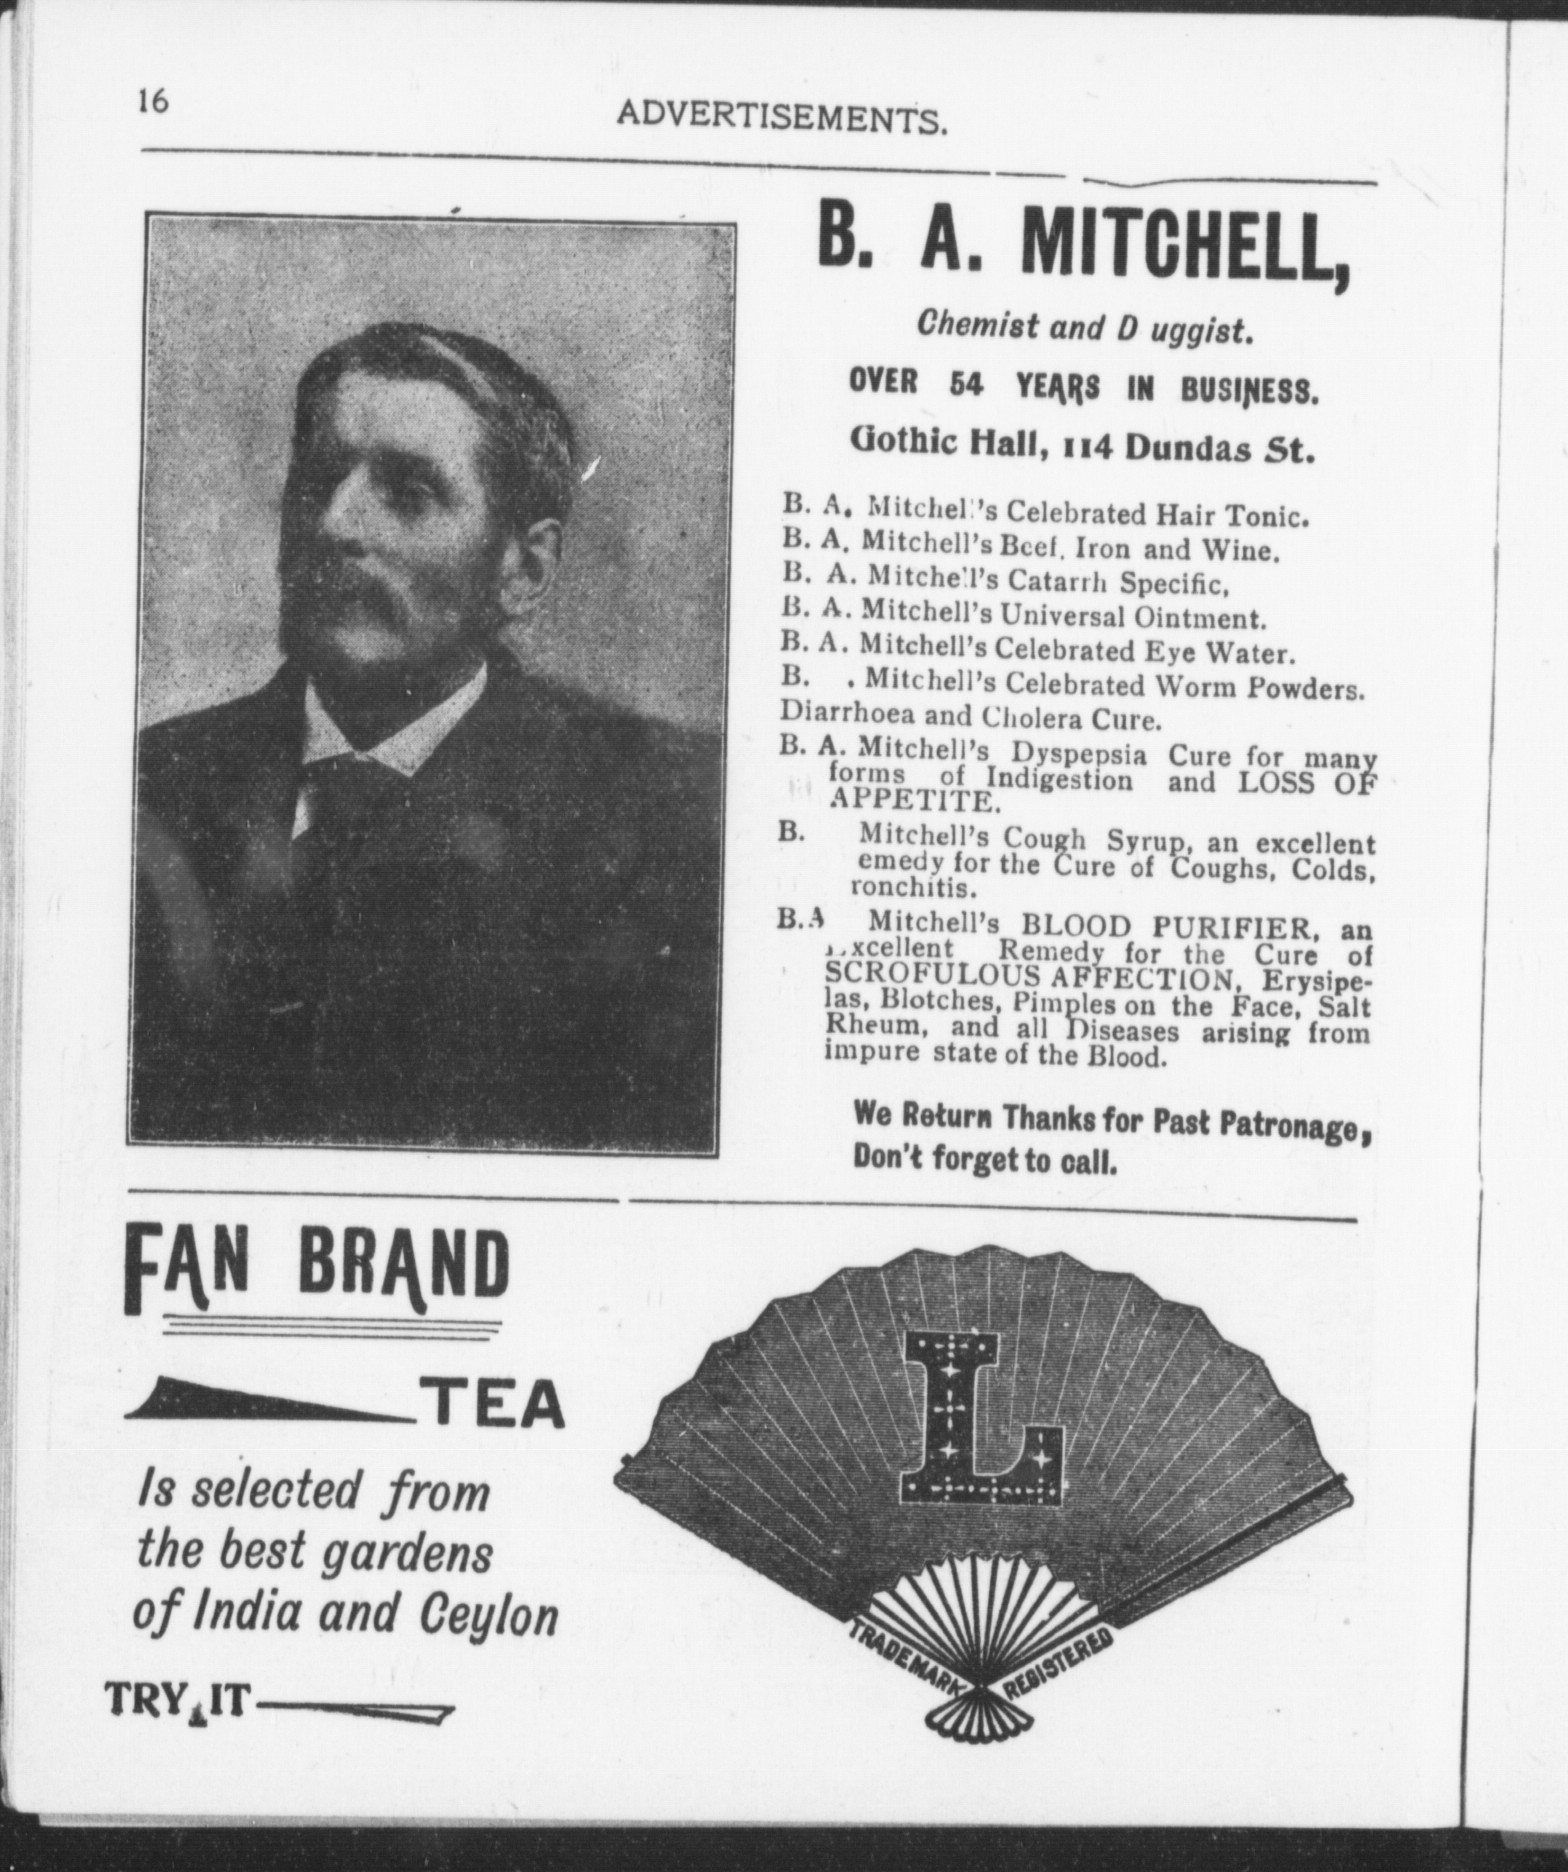 16
ADVERTISEMENTS.
B. A. MITCHELL,
Chemist and D uggist.
OVER 54 YEARS IN BUSINESS.
Gothic Hall, 114 Dundas St.
B. A. Mitchell's Celebrated Hair Tonic.
B. A. Mitchell's Beef, Iron and Wine.
B. A. Mitchell's Catarrh Specific,
B. A. Mitchell's Universal Ointment.
B. A. Mitchell's Celebrated Eye Water.
B. . Mitchell's Celebrated Worm Powders.
Diarrhoea and Cholera Cure.
B. A. Mitchell's Dyspepsia Cure for many
forms of Indigestion and LOSS OF
APPETITE.
B. Mitchell's Cough Syrup, an excellent
emedy for the Cure of Coughs, Colds,
ronchitis.
B.A Mitchell's BLOOD PURIFIER, an
Excellent Remedy for the Cure of
SCROFULOUS AFFECTION, Erysipe-
las, Blotches, Pimples on the Face, Salt
Rheum, and all Diseases arising from
impure state of the Blood.
We Return Thanks for Past Patronage,
Don't forget to call.
FAN BRAND
TEA
Is selected from
the best gardens
of India and Ceylon
TRY IT
L
TRADEMARK REGISTERED